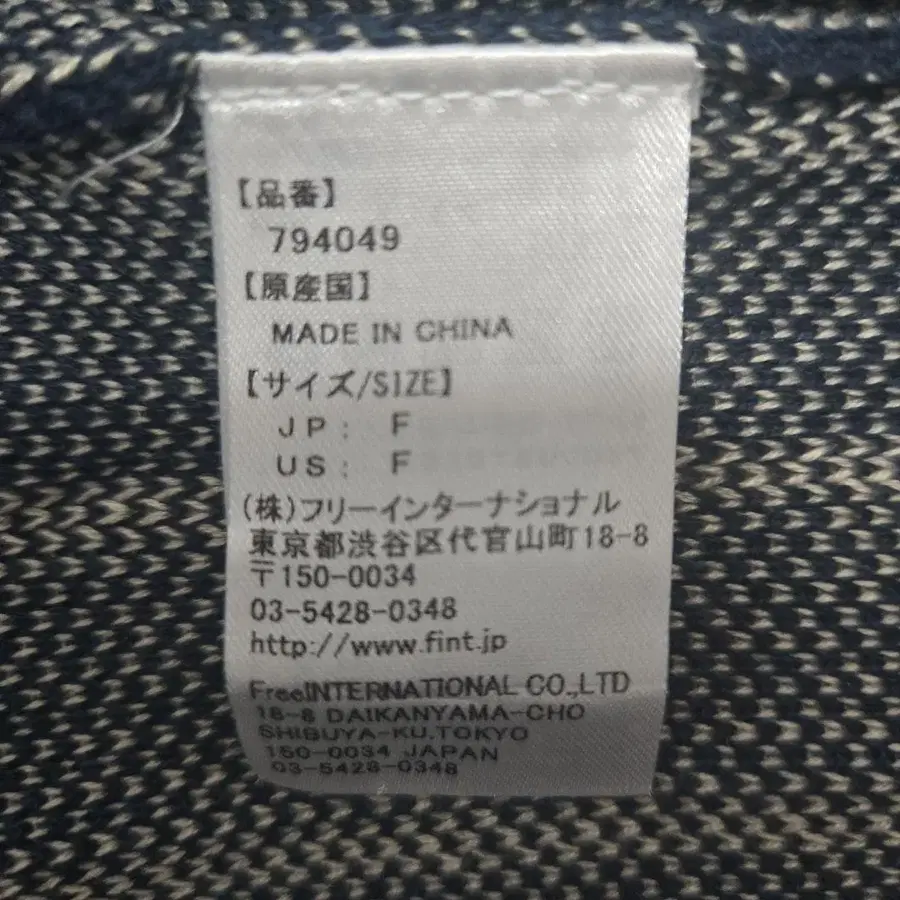 【品番】
794049
【原産国】
MADE IN CHINA
【サイズ/SIZE】
JP: F
US: F
(株)フリーインターナショナル
東京都渋谷区代官山町18-8
〒150-0034
03-5428-0348
http://www.fint.jp
FreeINTERNATIONAL CO.,LTD
18-8 DAIKANYAMA-CHO
SHIBUYA-KU.TOKYO
150-0034 JAPAN
03-5428-0348